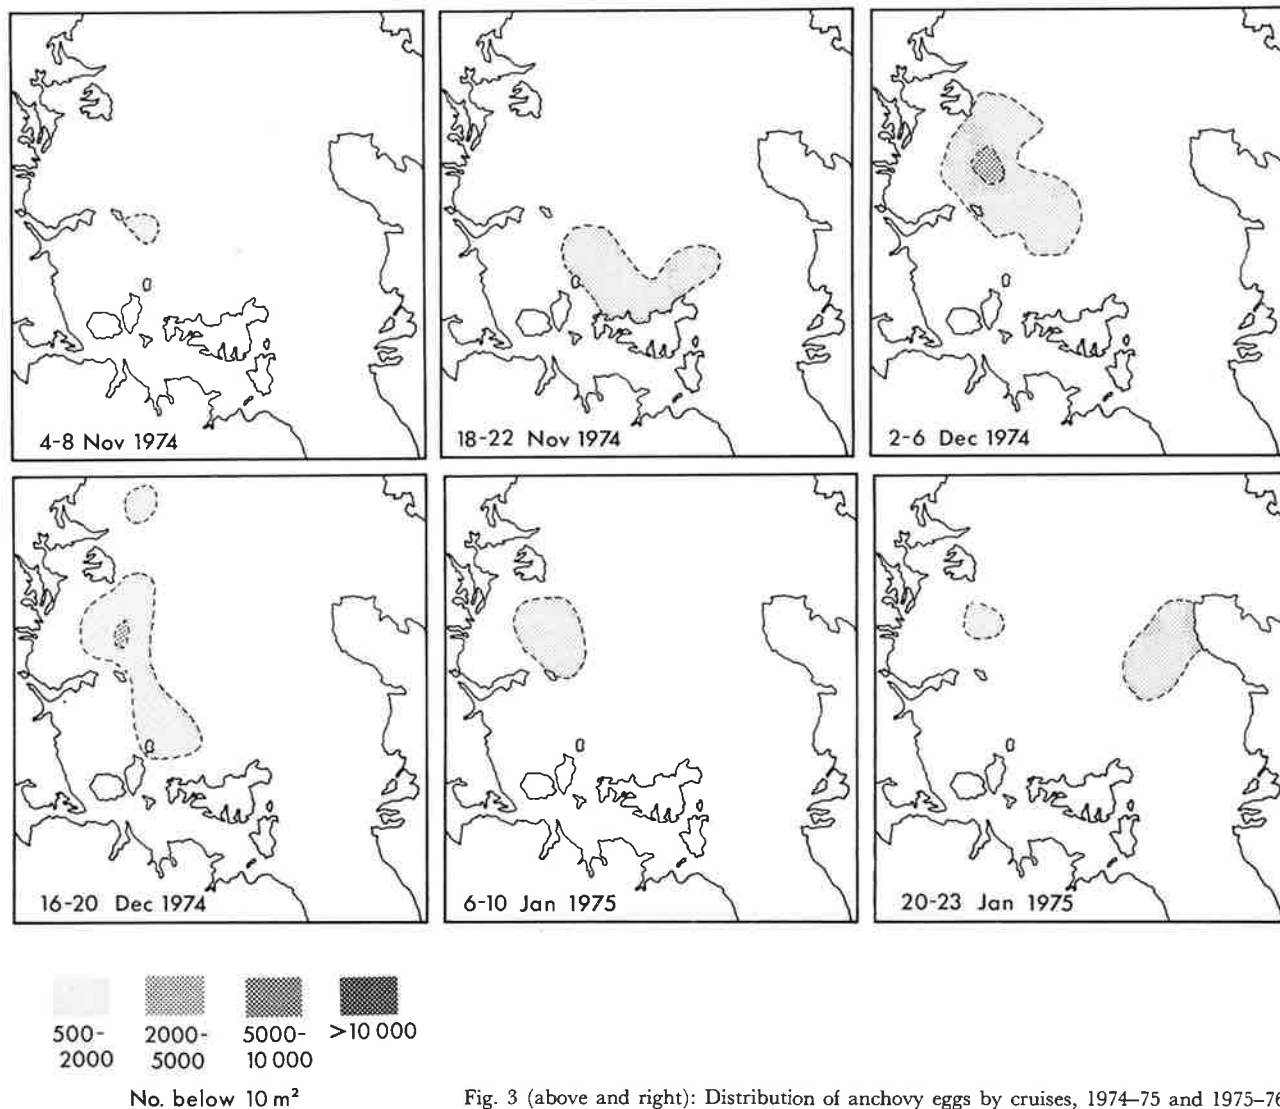 4-8 Nov 1974
18-22 Nov 1974
2-6 Dec 1974
16-20 Dec 1974
6-10 Jan 1975
20-23 Jan 1975
500-
2000
2000-
5000
5000-
10 000
>10 000
No. below 10 m²
Fig. 3 (above and right): Distribution of anchovy eggs by cruises, 1974–75 and 1975–76